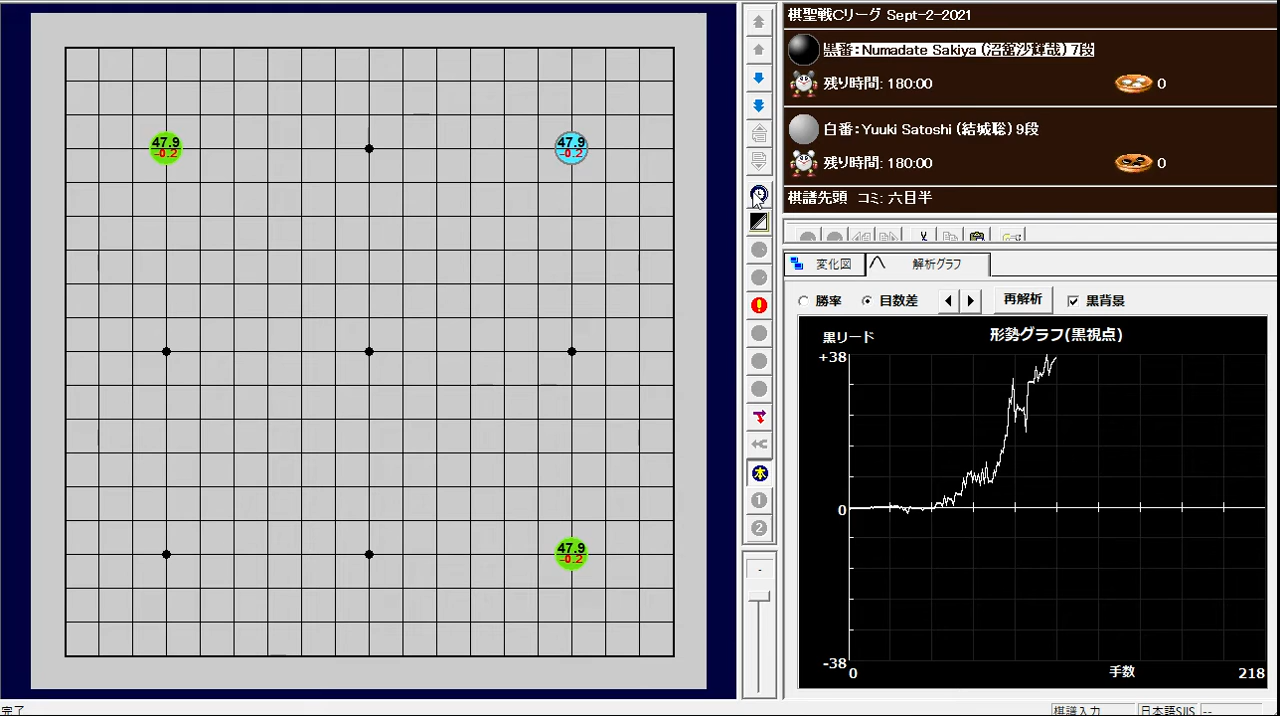 棋聖戦Cリーグ Sept-2-2021
黒番：Numadate Sakiya (沼舘沙輝哉) 7段
残り時間: 180:00
0
白番：Yuuki Satoshi (結城聡) 9段
残り時間: 180:00
0
棋譜先頭 コミ: 六目半
47.9
-0.2
47.9
-0.2
47.9
-0.2
1
2
-
変化図
解析グラフ
勝率
目数差
再解析
黒背景
黒リード
形勢グラフ(黒視点)
+38
0
-38
0
手数
218
完了
棋譜入力
日本語SJIS
--